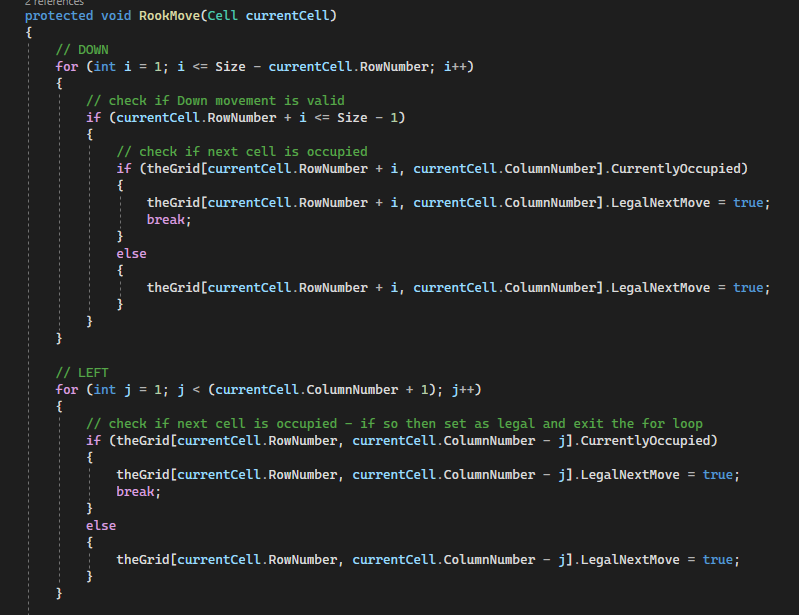 2 references
protected void RookMove(Cell currentCell)
{
// DOWN
for (int i = 1; i <= Size - currentCell.RowNumber; i++)
{
// check if Down movement is valid
if (currentCell.RowNumber + i <= Size - 1)
{
// check if next cell is occupied
if (theGrid[currentCell.RowNumber + i, currentCell.ColumnNumber].CurrentlyOccupied)
{
theGrid[currentCell.RowNumber + i, currentCell.ColumnNumber].LegalNextMove = true;
break;
}
else
{
theGrid[currentCell.RowNumber + i, currentCell.ColumnNumber].LegalNextMove = true;
}
}
}
// LEFT
for (int j = 1; j < (currentCell.ColumnNumber + 1); j++)
{
// check if next cell is occupied - if so then set as legal and exit the for loop
if (theGrid[currentCell.RowNumber, currentCell.ColumnNumber - j].CurrentlyOccupied)
{
theGrid[currentCell.RowNumber, currentCell.ColumnNumber - j].LegalNextMove = true;
break;
}
else
{
theGrid[currentCell.RowNumber, currentCell.ColumnNumber - j].LegalNextMove = true;
}
}